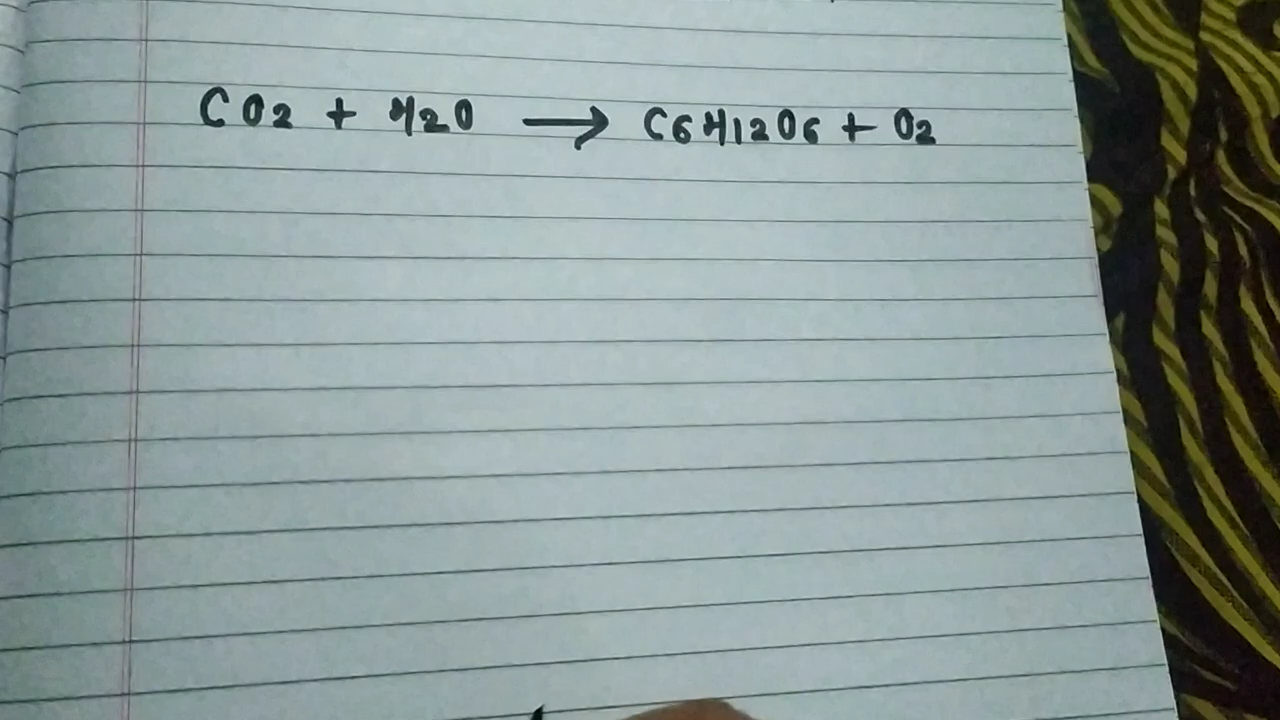 CO2 + H2O ⟶ C6H12O6 + O2